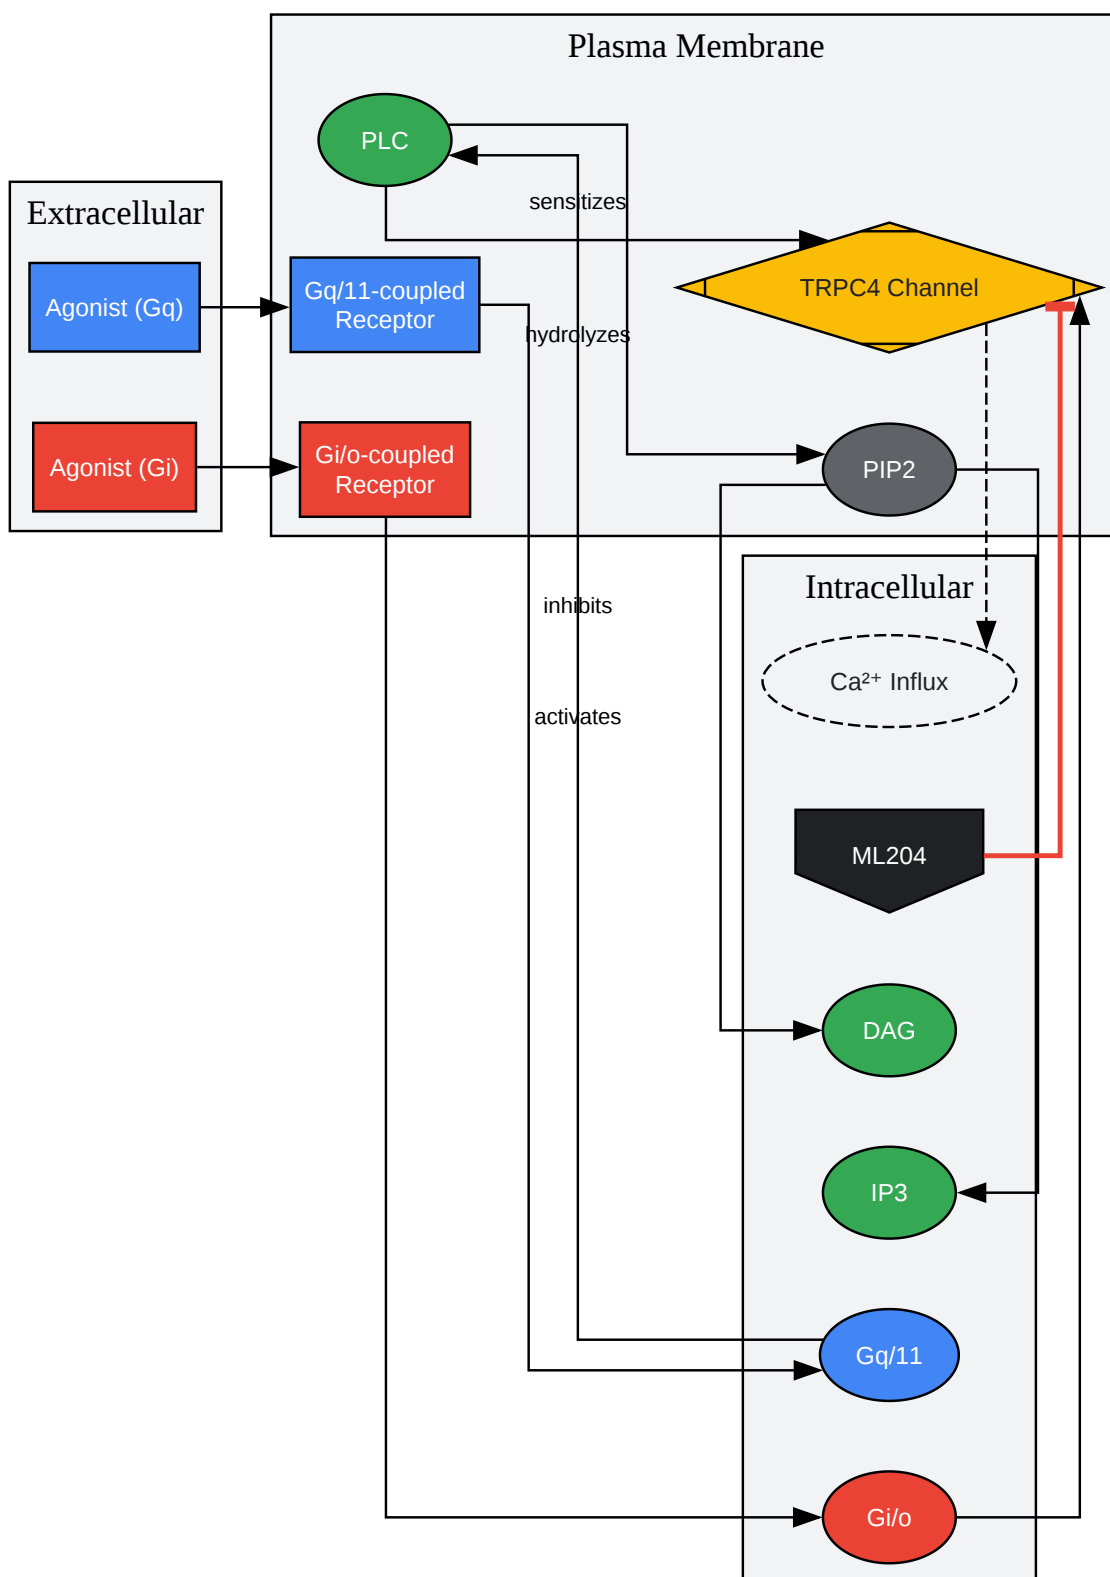 Plasma Membrane
PLC
sensitizes
Extracellular
TRPC4 Channel
Agonist (Gq)
Gq/11-coupled
Receptor
hydrolyzes
Agonist (Gi)
Gi/o-coupled
Receptor
PIP2
Intracellular
inhibits
Ca²⁺ Influx
activates
ML204
DAG
IP3
Gq/11
Gi/o